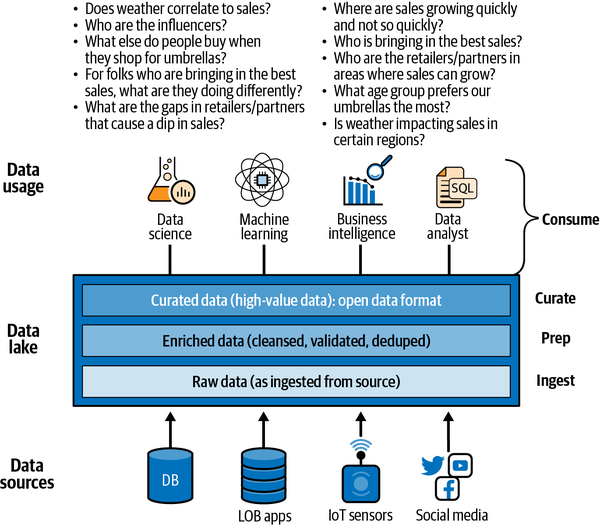 • Does weather correlate to sales?
• Who are the influencers?
• What else do people buy when
they shop for umbrellas?
• For folks who are bringing in the best
sales, what are they doing differently?
• What are the gaps in retailers/partners
that cause a dip in sales?
• Where are sales growing quickly
and not so quickly?
• Who is bringing in the best sales?
• Who are the retailers/partners in
areas where sales can grow?
• What age group prefers our
umbrellas the most?
• Is weather impacting sales in
certain regions?
Data
usage
SQL
Data
science
Machine
learning
Business
intelligence
Data
analyst
Consume
Data
lake
Curated data (high-value data): open data format
Curate
Enriched data (cleansed, validated, deduped)
Prep
Raw data (as ingested from source)
Ingest
Data
sources
DB
LOB apps
IoT sensors
Social media